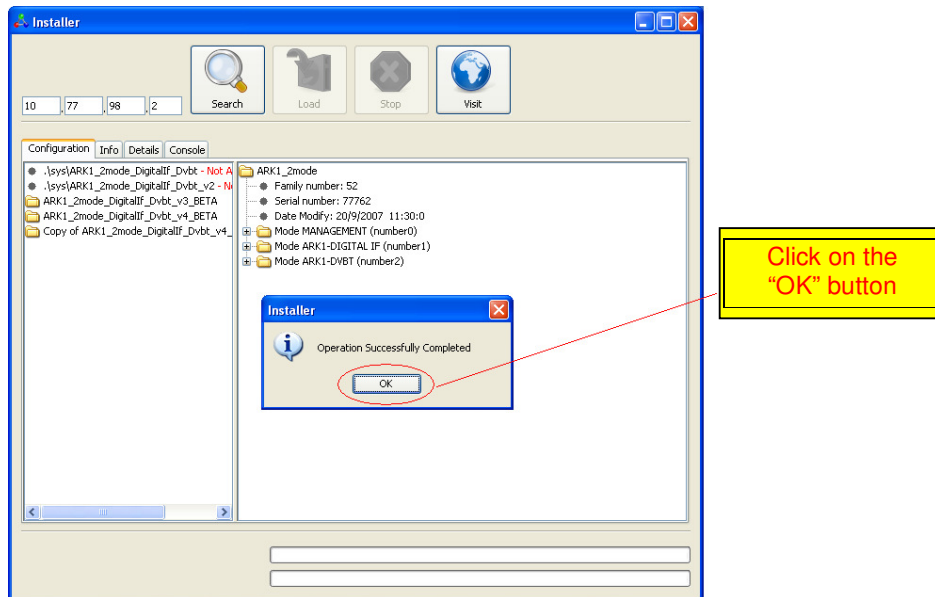 Installer
10 .77 .98 .2
Search
Load
Stop
Visit
Configuration
Info
Details
Console
.\sys\ARK1_2mode_DigitalIf_Dvbt - Not A
.\sys\ARK1_2mode_DigitalIf_Dvbt_v2 - N
ARK1_2mode_DigitalIf_Dvbt_v3_BETA
ARK1_2mode_DigitalIf_Dvbt_v4_BETA
Copy of ARK1_2mode_DigitalIf_Dvbt_v4_
ARK1_2mode
Family number: 52
Serial number: 77762
Date Modify: 20/9/2007 11:30:0
Mode MANAGEMENT (number0)
Mode ARK1-DIGITAL IF (number1)
Mode ARK1-DVBT (number2)
Installer
Operation Successfully Completed
OK
Click on the
“OK” button